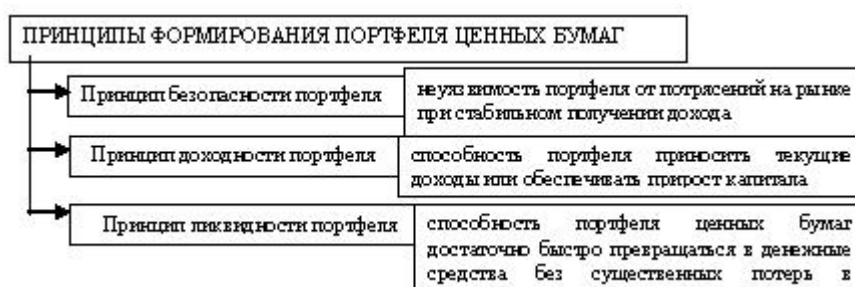 ПРИНЦИПЫ ФОРМИРОВАНИЯ ПОРТФЕЛЯ ЦЕННЫХ БУМАГ
Принцип безопасности портфеля
неуязвимость портфеля от потрясений на рынке
при стабильном получении дохода
Принцип доходности портфеля
способность портфеля приносить текущие
доходы или обеспечивать прирост капитала
Принцип ликвидности портфеля
способность портфеля ценных бумаг
достаточно быстро превращаться в денежные
средства без существенных потерь в